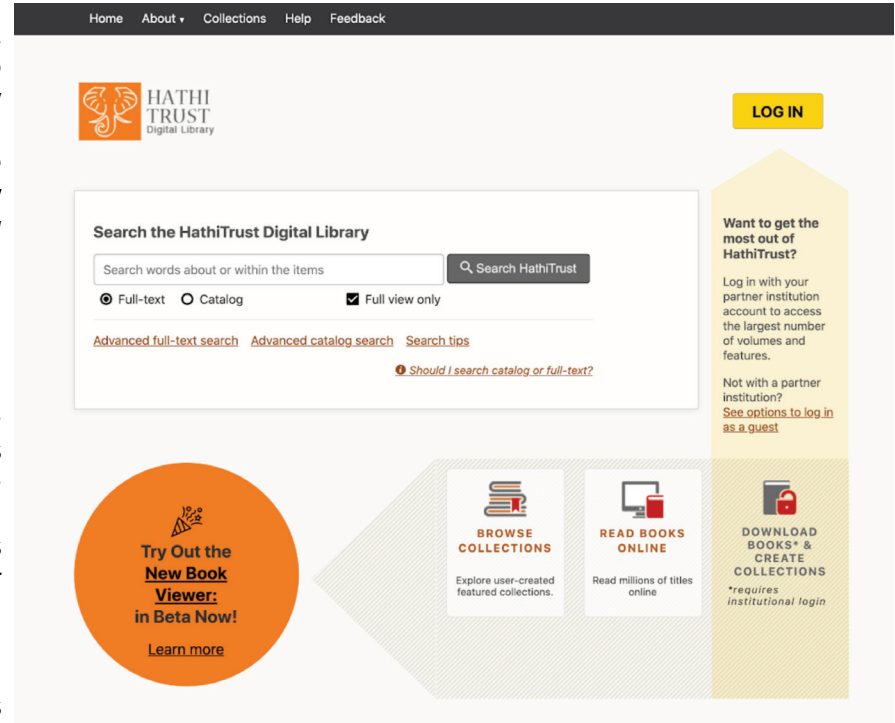 Home About ▾ Collections Help Feedback
HATHI
TRUST
Digital Library
LOG IN
Search the HathiTrust Digital Library
Search words about or within the items
Search HathiTrust
Full-text Catalog Full view only
Advanced full-text search Advanced catalog search Search tips
Should I search catalog or full-text?
Want to get the
most out of
HathiTrust?
Log in with your
partner institution
account to access
the largest number
of volumes and
features.
Not with a partner
institution?
See options to log in
as a guest
Try Out the
New Book
Viewer:
in Beta Now!
Learn more
BROWSE
COLLECTIONS
Explore user-created
featured collections.
READ BOOKS
ONLINE
Read millions of titles
online
DOWNLOAD
BOOKS* &
CREATE
COLLECTIONS
*requires
institutional login